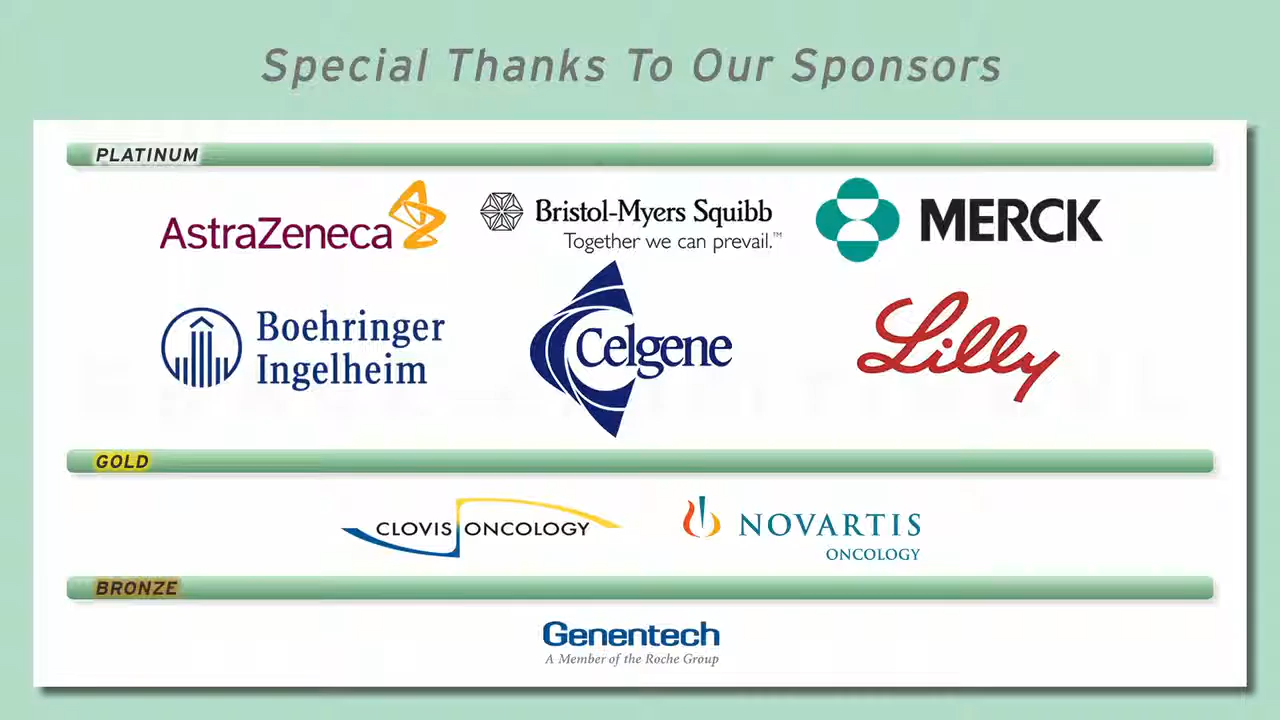 Special Thanks To Our Sponsors
PLATINUM
AstraZeneca
Bristol-Myers Squibb
Together we can prevail.™
MERCK
Boehringer
Ingelheim
Celgene
Lilly
GOLD
CLOVIS ONCOLOGY
NOVARTIS
ONCOLOGY
BRONZE
Genentech
A Member of the Roche Group